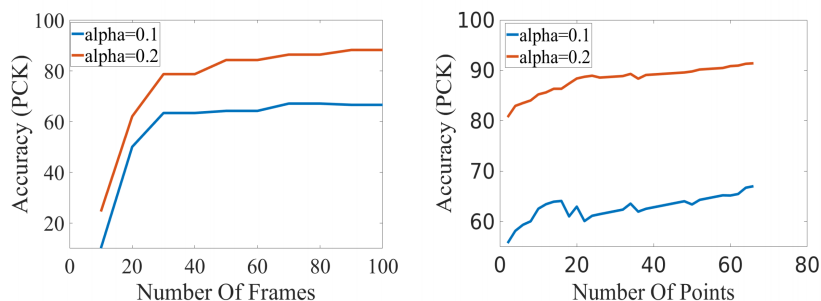 100
80
60
40
20
Accuracy (PCK)
alpha=0.1
alpha=0.2
0 20 40 60 80 100
Number Of Frames
100
90
80
70
60
Accuracy (PCK)
alpha=0.1
alpha=0.2
0 20 40 60 80
Number Of Points